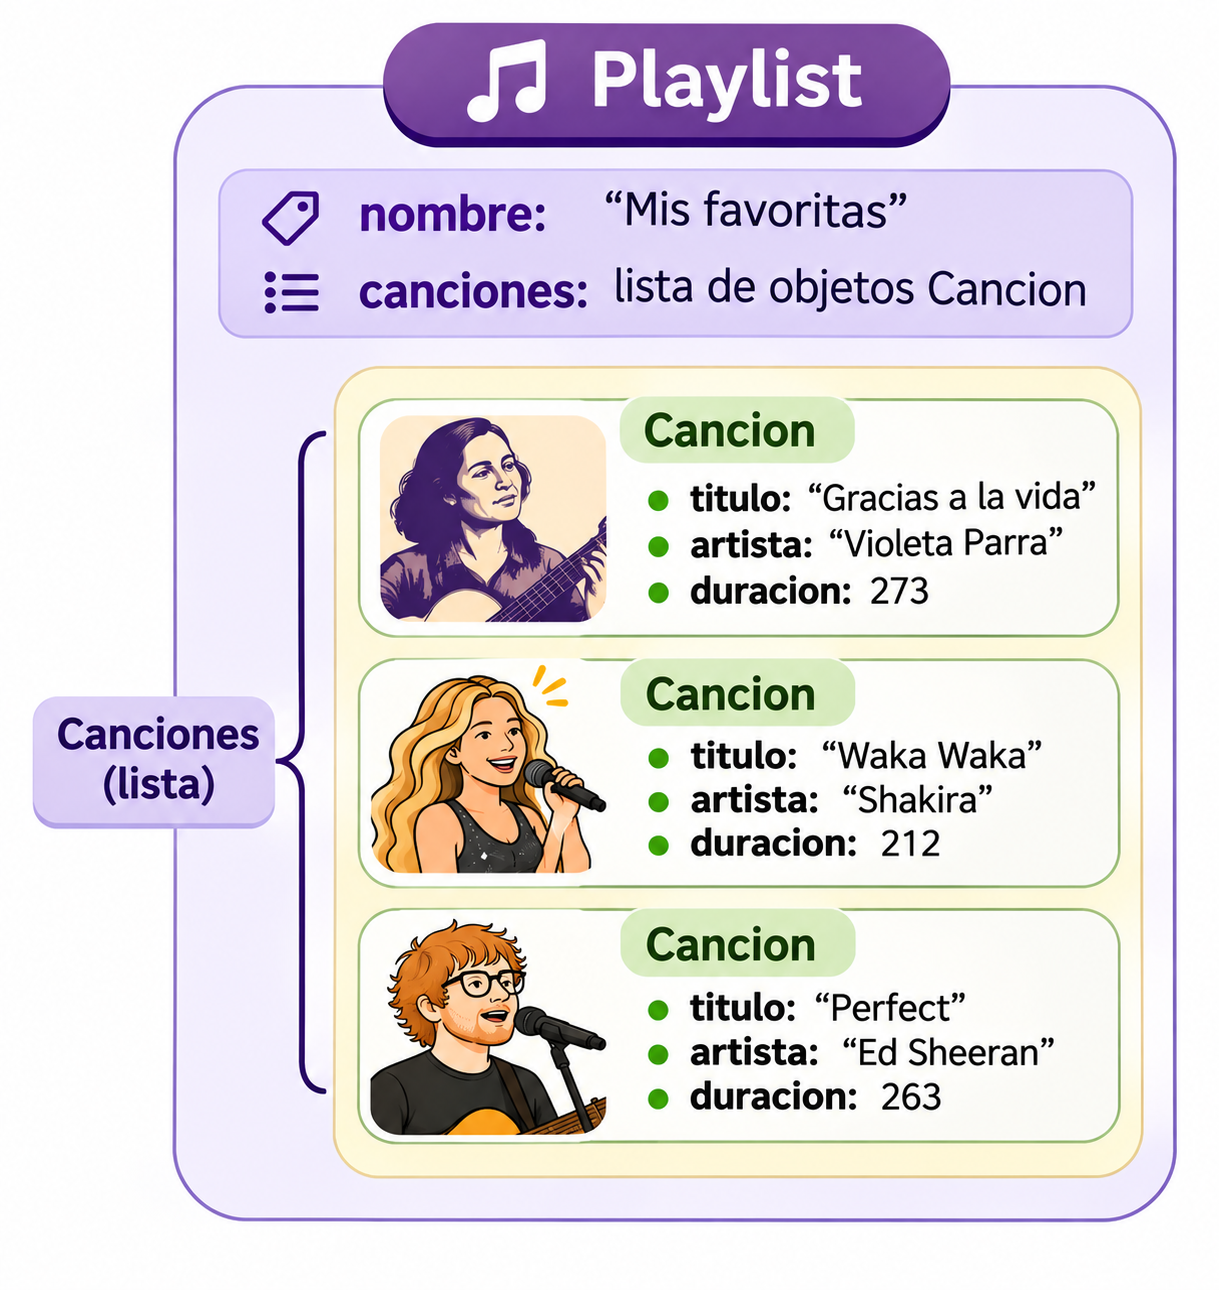 Playlist
nombre: “Mis favoritas”
canciones: lista de objetos Cancion
Cancion
titulo: “Gracias a la vida”
artista: “Violeta Parra”
duracion: 273
Canciones
(lista)
Cancion
titulo: “Waka Waka”
artista: “Shakira”
duracion: 212
Cancion
titulo: “Perfect”
artista: “Ed Sheeran”
duracion: 263